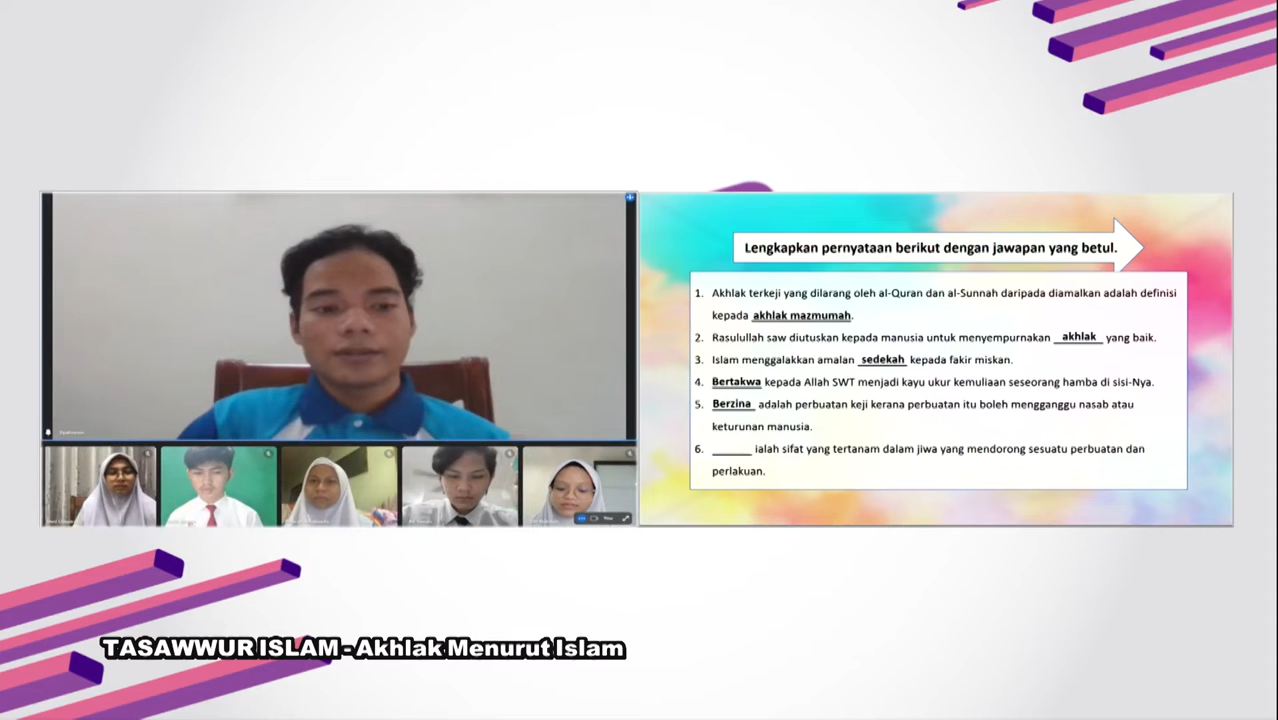 Lengkapkan pernyataan berikut dengan jawapan yang betul.
1. Akhlak terkeji yang dilarang oleh al-Quran dan al-Sunnah daripada diamalkan adalah definisi
kepada akhlak mazmumah.
2. Rasulullah saw diutuskan kepada manusia untuk menyempurnakan akhlak yang baik.
3. Islam menggalakkan amalan sedekah kepada fakir miskin.
4. Bertakwa kepada Allah SWT menjadi kayu ukur kemuliaan seseorang hamba di sisi-Nya.
5. Berzina adalah perbuatan keji kerana perbuatan itu boleh mengganggu nasab atau
keturunan manusia.
6. ______ ialah sifat yang tertanam dalam jiwa yang mendorong sesuatu perbuatan dan
perlakuan.
TASAWWUR ISLAM - Akhlak Menurut Islam